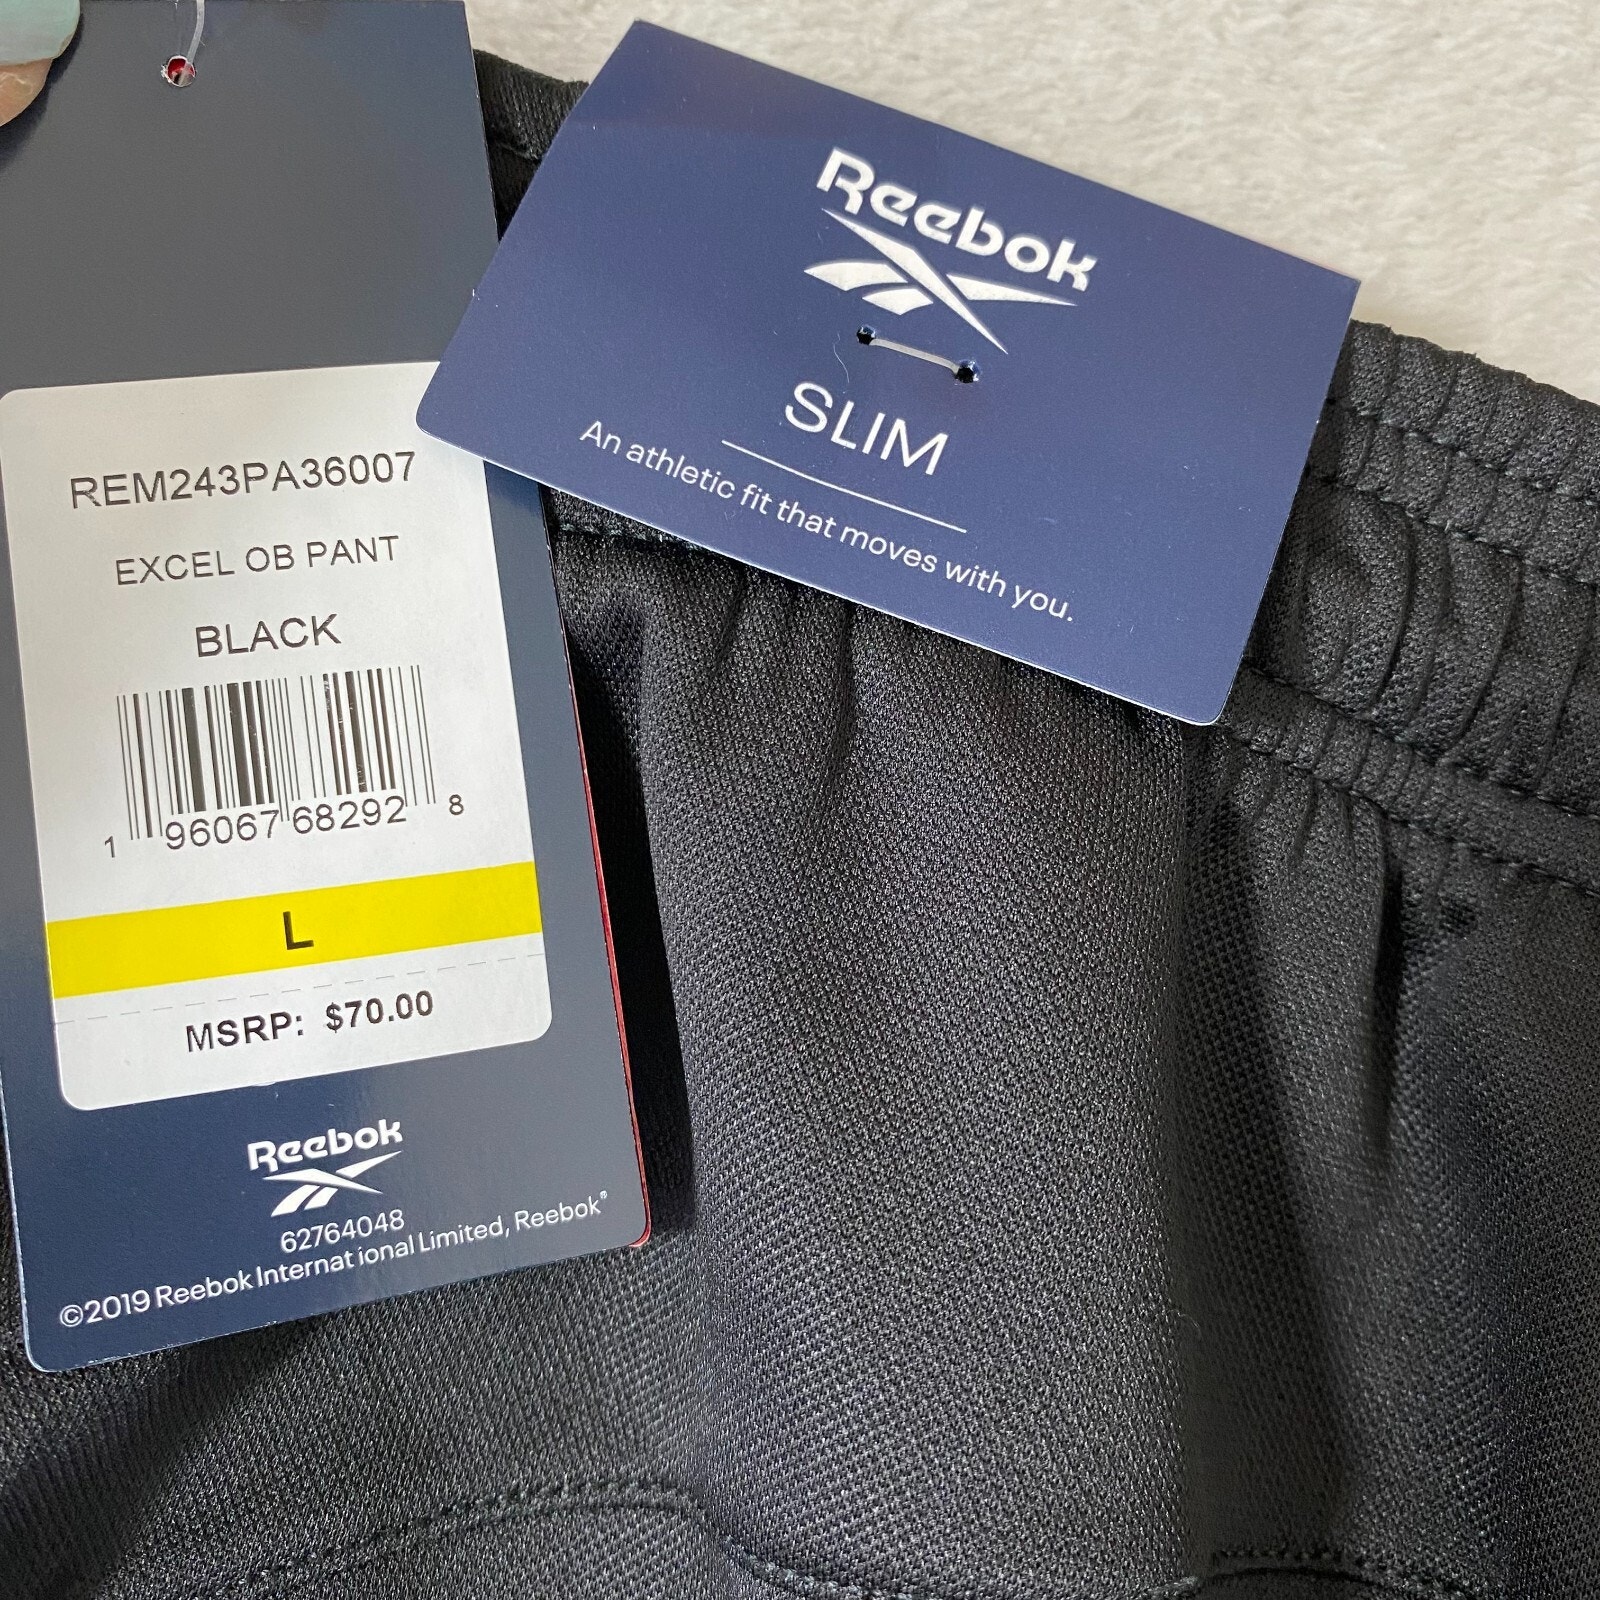 REM243PA36007
EXCEL OB PANT
BLACK
1 96067 68292 8
L
MSRP: $70.00
Reebok
62764048
©2019 Reebok International Limited, Reebok®
Reebok
SLIM
An athletic fit that moves with you.